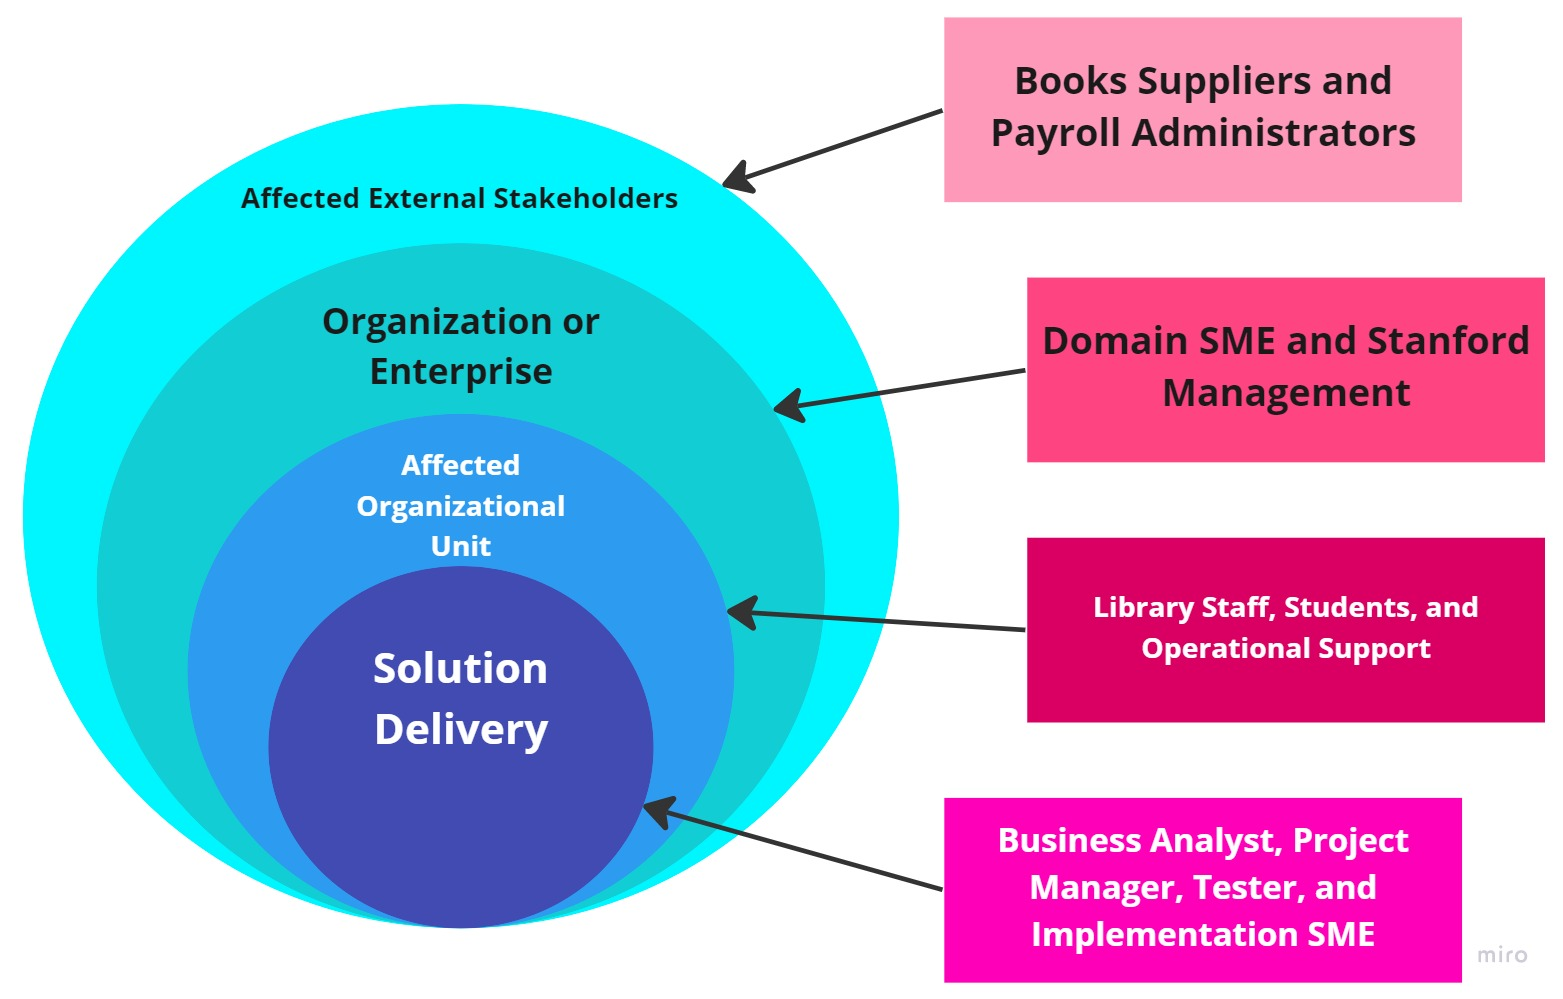 Books Suppliers and
Payroll Administrators
Affected External Stakeholders
Organization or
Enterprise
Domain SME and Stanford
Management
Affected
Organizational
Unit
Library Staff, Students, and
Operational Support
Solution
Delivery
Business Analyst, Project
Manager, Tester, and
Implementation SME
miro